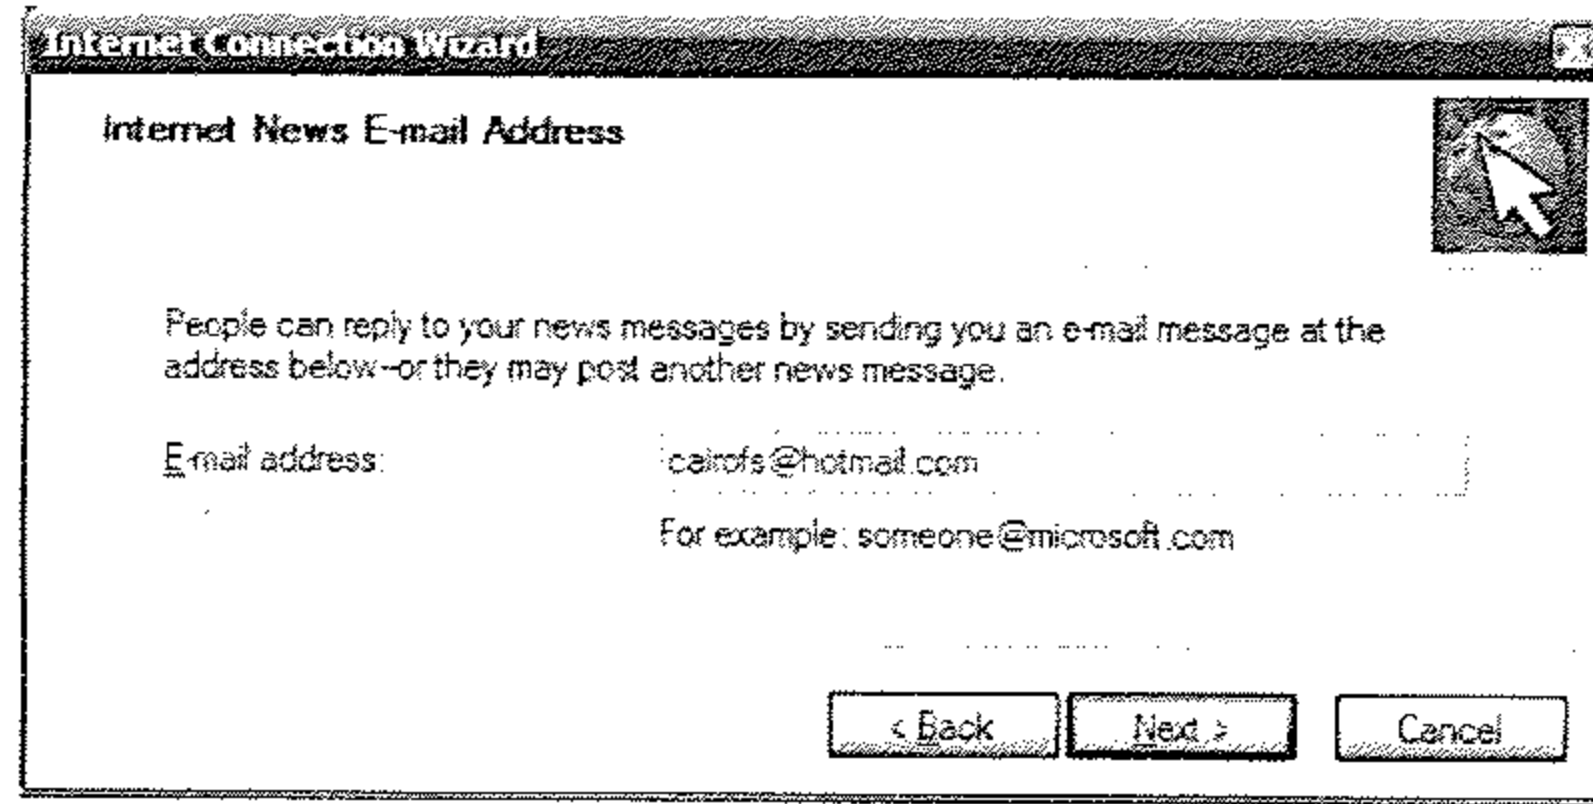 Internet Connection Wizard
Internet News E-mail Address
People can reply to your news messages by sending you an e-mail message at the
address below--or they may post another news message.
E-mail address:
cairofs@hotmail.com
For example: someone@microsoft.com
< Back
Next >
Cancel